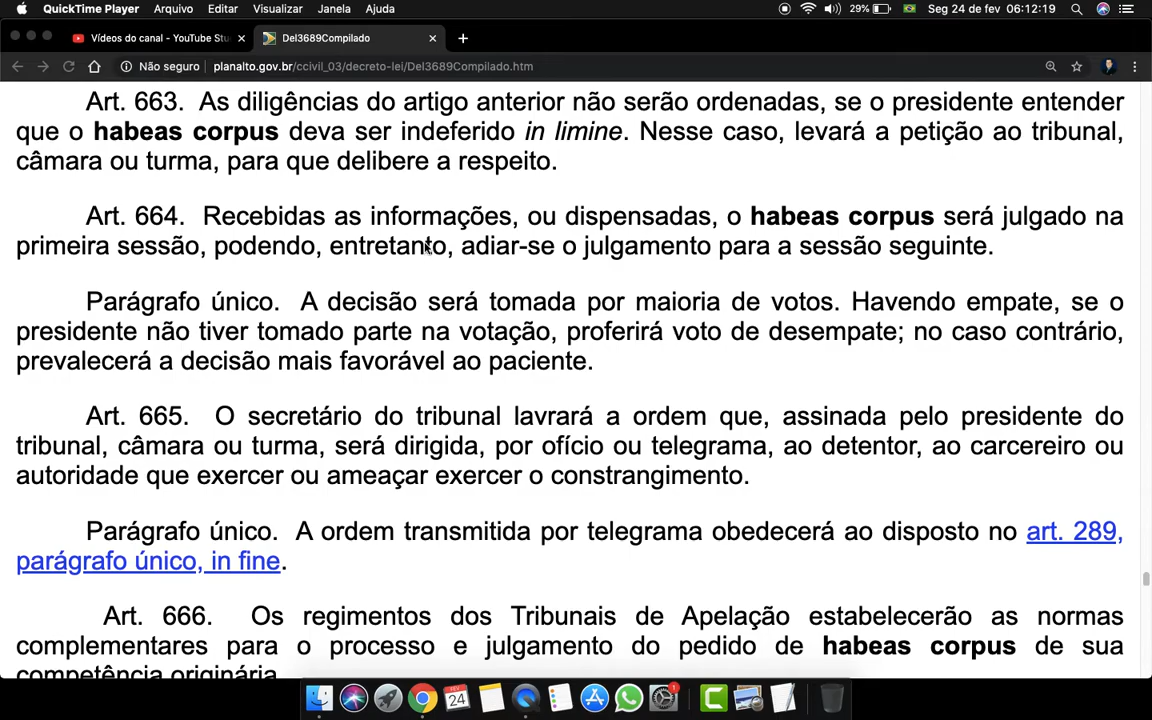 QuickTime Player Arquivo Editar Visualizar Janela Ajuda 29% Seg 24 de fev 06:12:19
Vídeos do canal - YouTube Stu Del3689Compilado
Não seguro planalto.gov.br/ccivil_03/decreto-lei/Del3689Compilado.htm
Art. 663. As diligências do artigo anterior não serão ordenadas, se o presidente entender
que o habeas corpus deva ser indeferido in limine. Nesse caso, levará a petição ao tribunal,
câmara ou turma, para que delibere a respeito.
Art. 664. Recebidas as informações, ou dispensadas, o habeas corpus será julgado na
primeira sessão, podendo, entretanto, adiar-se o julgamento para a sessão seguinte.
Parágrafo único. A decisão será tomada por maioria de votos. Havendo empate, se o
presidente não tiver tomado parte na votação, proferirá voto de desempate; no caso contrário,
prevalecerá a decisão mais favorável ao paciente.
Art. 665. O secretário do tribunal lavrará a ordem que, assinada pelo presidente do
tribunal, câmara ou turma, será dirigida, por ofício ou telegrama, ao detentor, ao carcereiro ou
autoridade que exercer ou ameaçar exercer o constrangimento.
Parágrafo único. A ordem transmitida por telegrama obedecerá ao disposto no art. 289,
parágrafo único, in fine.
Art. 666. Os regimentos dos Tribunais de Apelação estabelecerão as normas
complementares para o processo e julgamento do pedido de habeas corpus de sua
competência originária
FEV
24
1